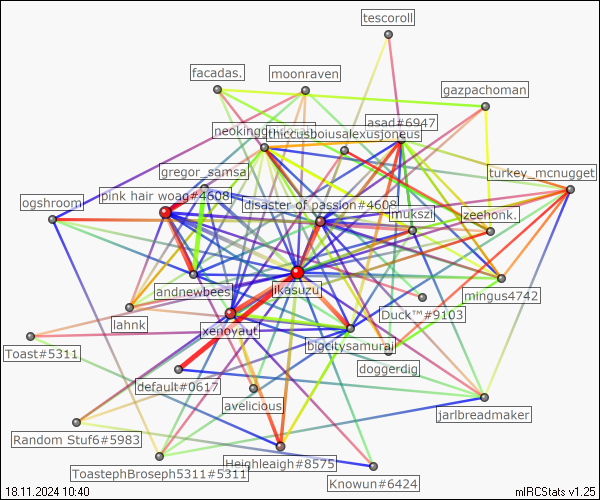 tescoroll
facadas.
moonraven
gazpachoman
asad#6947
thiccusboiusalexusjoneus
gregor_samsa
turkey_mcnugget
pink hair woag#4608
ogshroom
disaster of passion#4608
mukszi
zeehonk.
andnewbees
ikasuzu
mingus4742
lahnk
Duck™#9103
xenoyaut
bigcitysamurai
Toast#5311
doggerdig
default#0617
avelicious
jarlbreadmaker
Random Stuf6#5983
Heighleaigh#8575
ToastephBroseph5311#5311
Knowun#6424
18.11.2024 10:40
mIRCStats v1.25